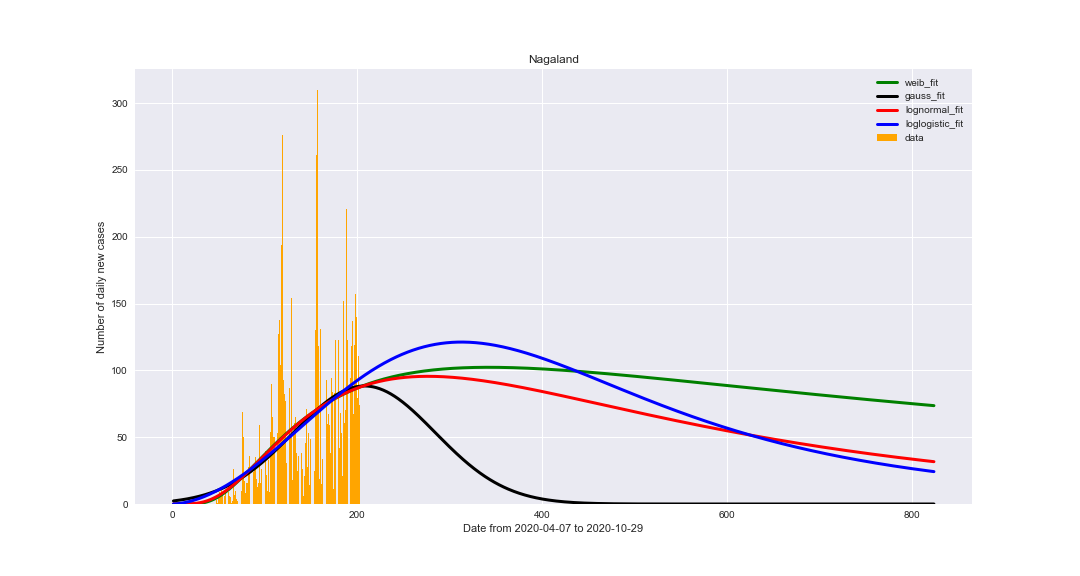 Nagaland
weib_fit
gauss_fit
lognormal_fit
loglogistic_fit
data
Number of daily new cases
300
250
200
150
100
50
0
0 200 400 600 800
Date from 2020-04-07 to 2020-10-29